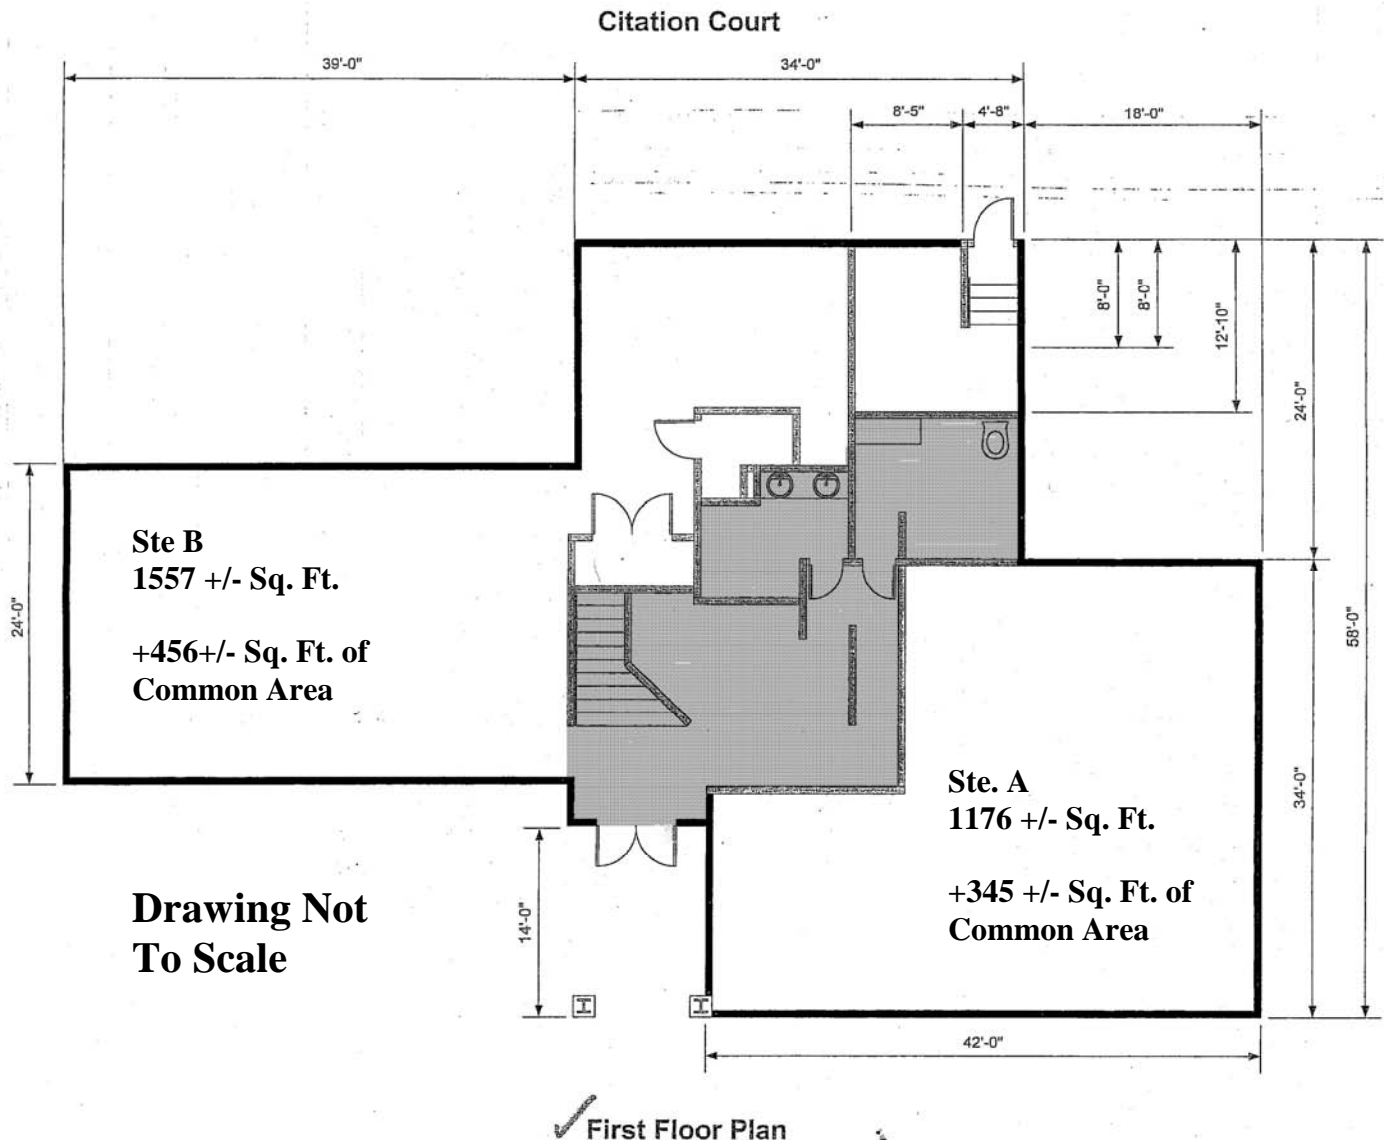 Citation Court
39'-0"
34'-0"
8'-5"
4'-8"
18'-0"
8'-0"
8'-0"
12'-10"
24'-0"
58'-0"
24'-0"
Ste B
1557 +/- Sq. Ft.
+456+/- Sq. Ft. of
Common Area
Ste. A
1176 +/- Sq. Ft.
34'-0"
+345 +/- Sq. Ft. of
Common Area
Drawing Not
To Scale
14'-0"
42'-0"
First Floor Plan